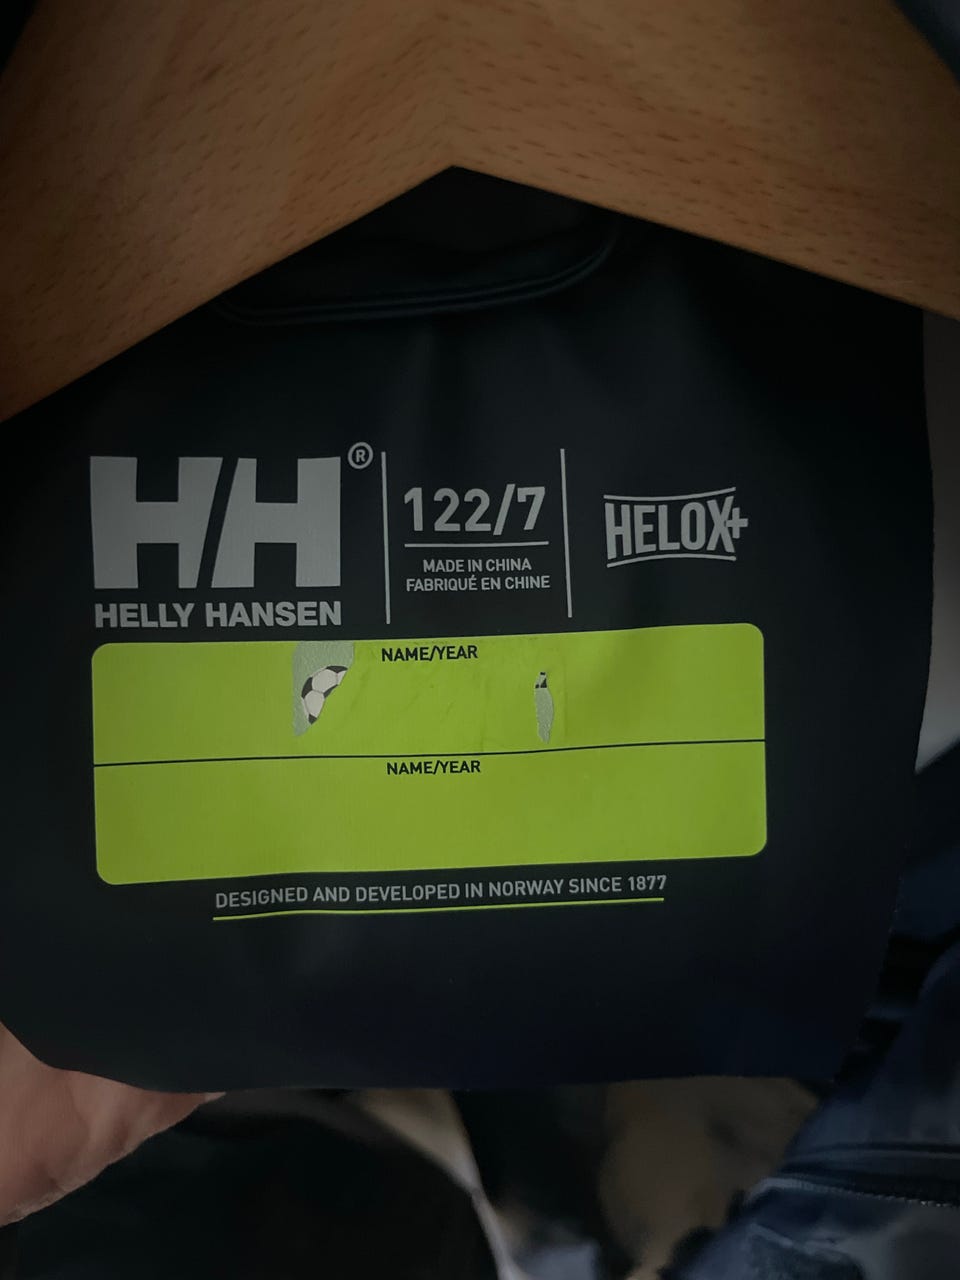 HH®
HELLY HANSEN
122/7
MADE IN CHINA
FABRIQUÉ EN CHINE
HELOX+
NAME/YEAR
NAME/YEAR
DESIGNED AND DEVELOPED IN NORWAY SINCE 1877